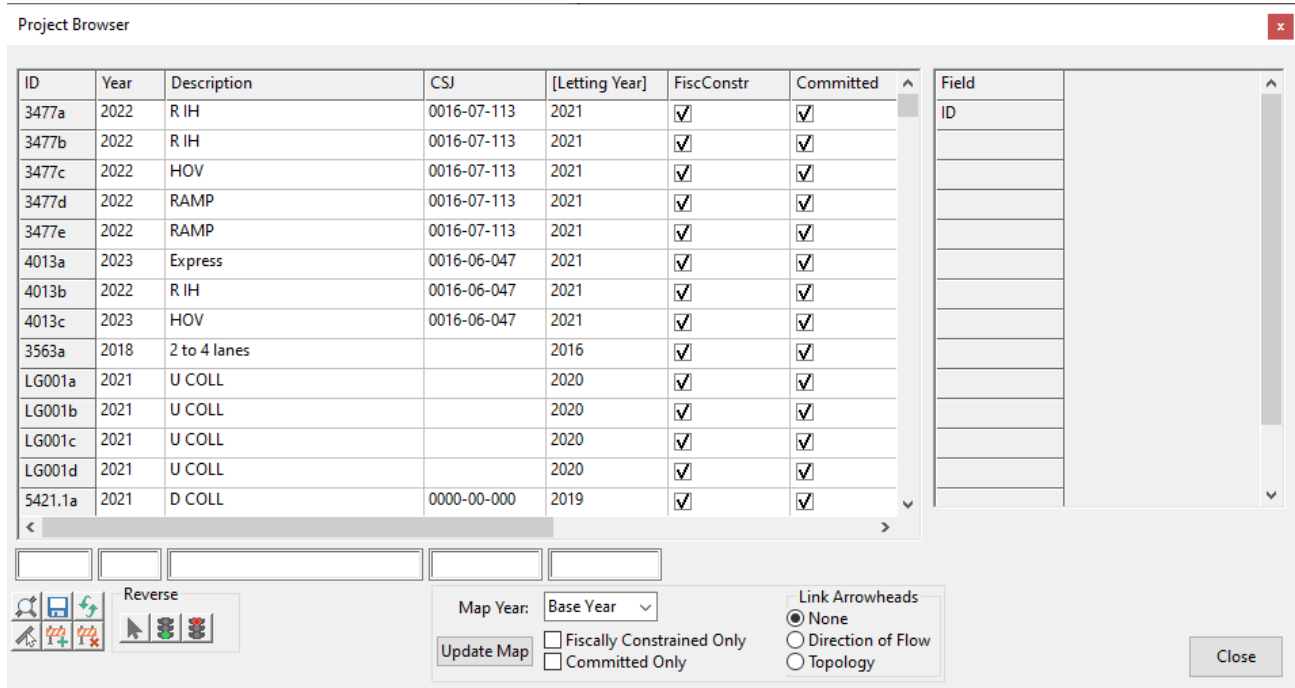 Project Browser
x
ID Year Description CSJ [Letting Year] FiscConstr Committed Field
3477a 2022 R IH 0016-07-113 2021 ID
3477b 2022 R IH 0016-07-113 2021
3477c 2022 HOV 0016-07-113 2021
3477d 2022 RAMP 0016-07-113 2021
3477e 2022 RAMP 0016-07-113 2021
4013a 2023 Express 0016-06-047 2021
4013b 2022 R IH 0016-06-047 2021
4013c 2023 HOV 0016-06-047 2021
3563a 2018 2 to 4 lanes 2016
LG001a 2021 U COLL 2020
LG001b 2021 U COLL 2020
LG001c 2021 U COLL 2020
LG001d 2021 U COLL 2020
5421.1a 2021 D COLL 0000-00-000 2019
Reverse
Map Year: Base Year
Update Map
Fiscally Constrained Only
Committed Only
Link Arrowheads
None
Direction of Flow
Topology
Close